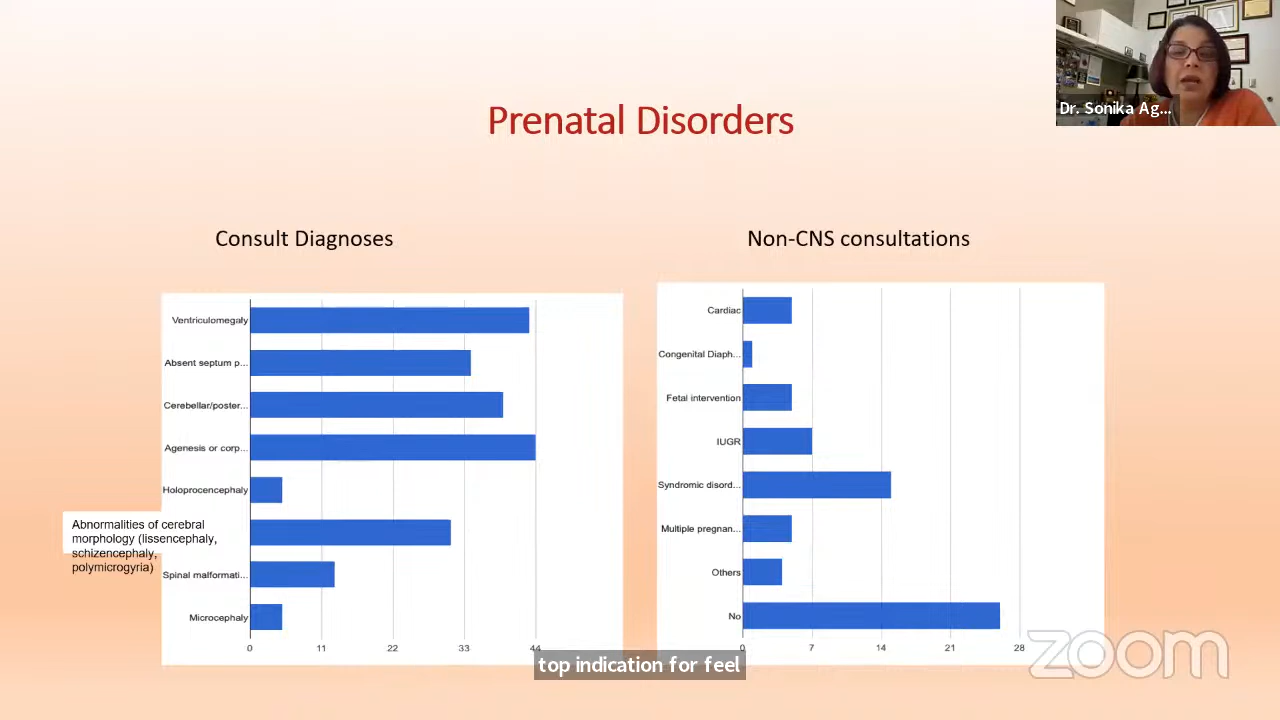 Dr. Sonika Ag...
Prenatal Disorders
Consult Diagnoses
Non-CNS consultations
Ventriculomegaly
Absent septum p...
Cerebellar/poster...
Agenesis or corp...
Holoprocencephaly
Abnormalities of cerebral
morphology (lissencephaly,
schizencephaly,
polymicrogyria)
Spinal malformati...
Microcephaly
0 11 22 33 44
Cardiac
Congenital Diaph...
Fetal intervention
IUGR
Syndromic disord...
Multiple pregnan...
Others
No
0 7 14 21 28
top indication for feel
zoom